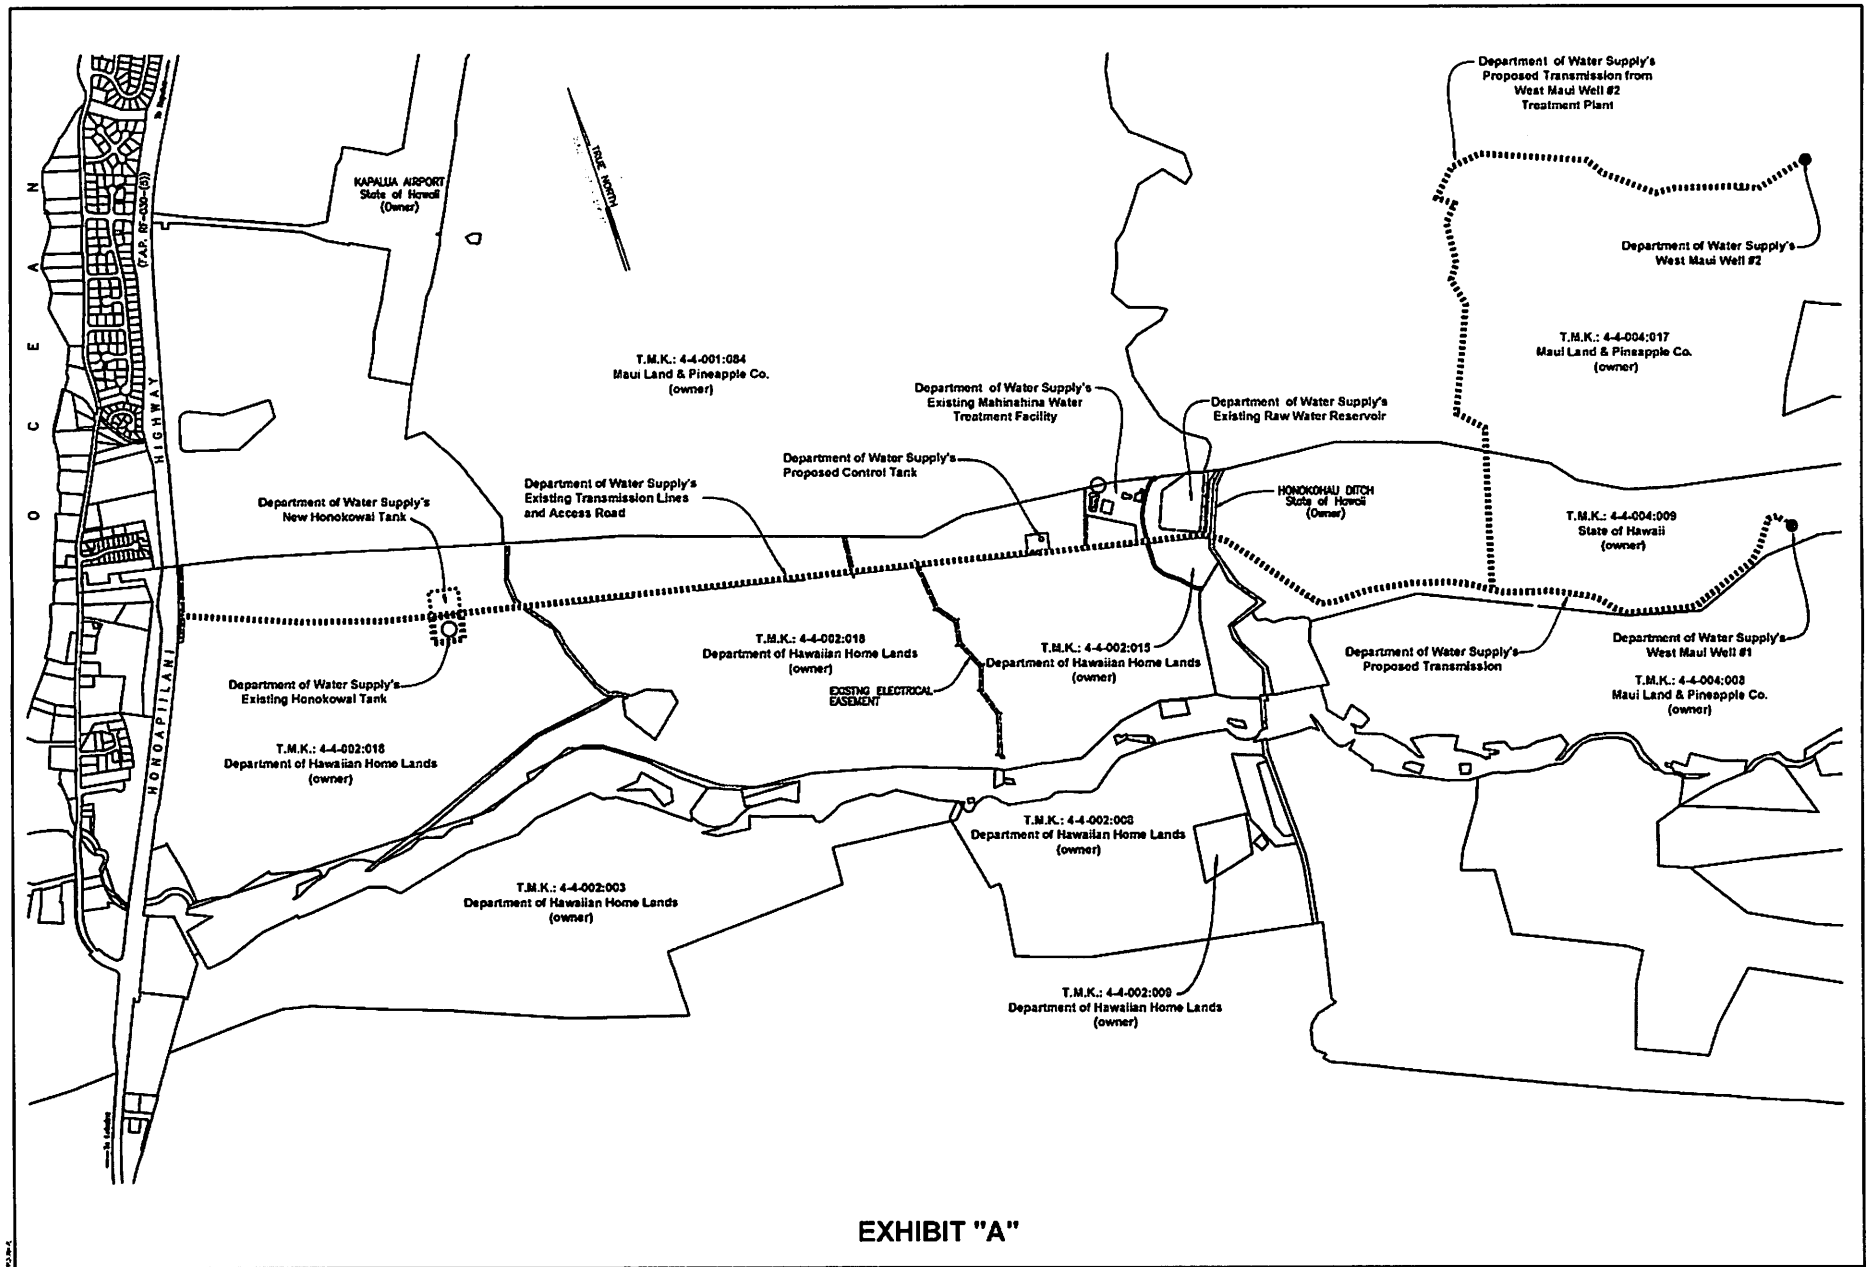 Department of Water Supply's
Proposed Transmission from
West Maui Well #2
Treatment Plant
OCEAN
KAPALUA AIRPORT
State of Hawaii
(Owner)
TRUE NORTH
(F.A.P. RF-030-(5))
Department of Water Supply's
West Maui Well #2
T.M.K.: 4-4-001:084
Maui Land & Pineapple Co.
(owner)
T.M.K.: 4-4-004:017
Maui Land & Pineapple Co.
(owner)
Department of Water Supply's
Existing Mahinahina Water
Treatment Facility
Department of Water Supply's
Existing Raw Water Reservoir
Department of Water Supply's
Proposed Control Tank
Department of Water Supply's
Existing Transmission Lines
and Access Road
Department of Water Supply's
New Honokowai Tank
HONOKOHAU DITCH
State of Hawaii
(Owner)
T.M.K.: 4-4-004:009
State of Hawaii
(owner)
HONOAPIILANI HIGHWAY
T.M.K.: 4-4-002:018
Department of Hawaiian Home Lands
(owner)
T.M.K.: 4-4-002:015
Department of Hawaiian Home Lands
(owner)
Department of Water Supply's
Proposed Transmission
Department of Water Supply's
West Maui Well #1
T.M.K.: 4-4-004:008
Maui Land & Pineapple Co.
(owner)
EXISTNG ELECTRICAL
EASEMENT
Department of Water Supply's
Existing Honokowai Tank
T.M.K.: 4-4-002:018
Department of Hawaiian Home Lands
(owner)
T.M.K.: 4-4-002:008
Department of Hawaiian Home Lands
(owner)
T.M.K.: 4-4-002:003
Department of Hawaiian Home Lands
(owner)
T.M.K.: 4-4-002:009
Department of Hawaiian Home Lands
(owner)
To Lahaina
EXHIBIT "A"